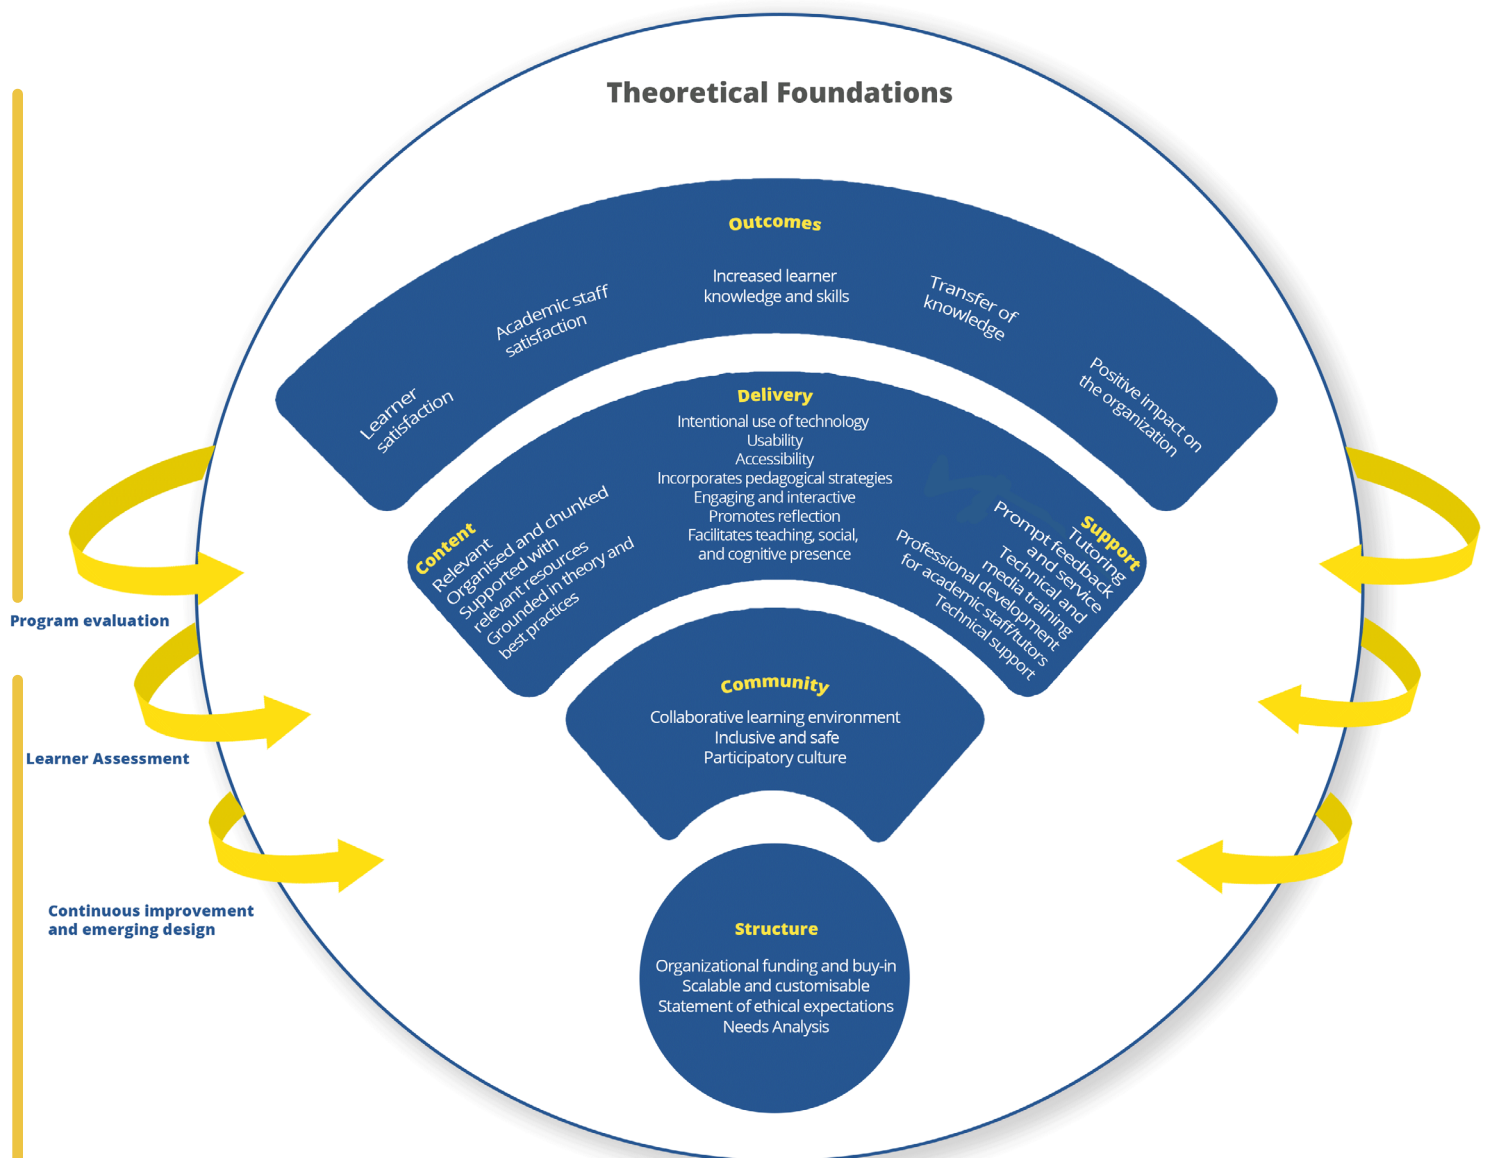 Theoretical Foundations
Outcomes
Learner
satisfaction
Academic staff
satisfaction
Increased learner
knowledge and skills
Transfer of
knowledge
Positive impact on
the organization
Content
Relevant
Organised and chunked
Supported with
relevant resources
Grounded in theory and
best practices
Delivery
Intentional use of technology
Usability
Accessibility
Incorporates pedagogical strategies
Engaging and interactive
Promotes reflection
Facilitates teaching, social,
and cognitive presence
Support
Tutoring
Prompt feedback
and service
Technical and
media training
Professional development
for academic staff/tutors
Technical support
Community
Collaborative learning environment
Inclusive and safe
Participatory culture
Structure
Organizational funding and buy-in
Scalable and customisable
Statement of ethical expectations
Needs Analysis
Program evaluation
Learner Assessment
Continuous improvement
and emerging design